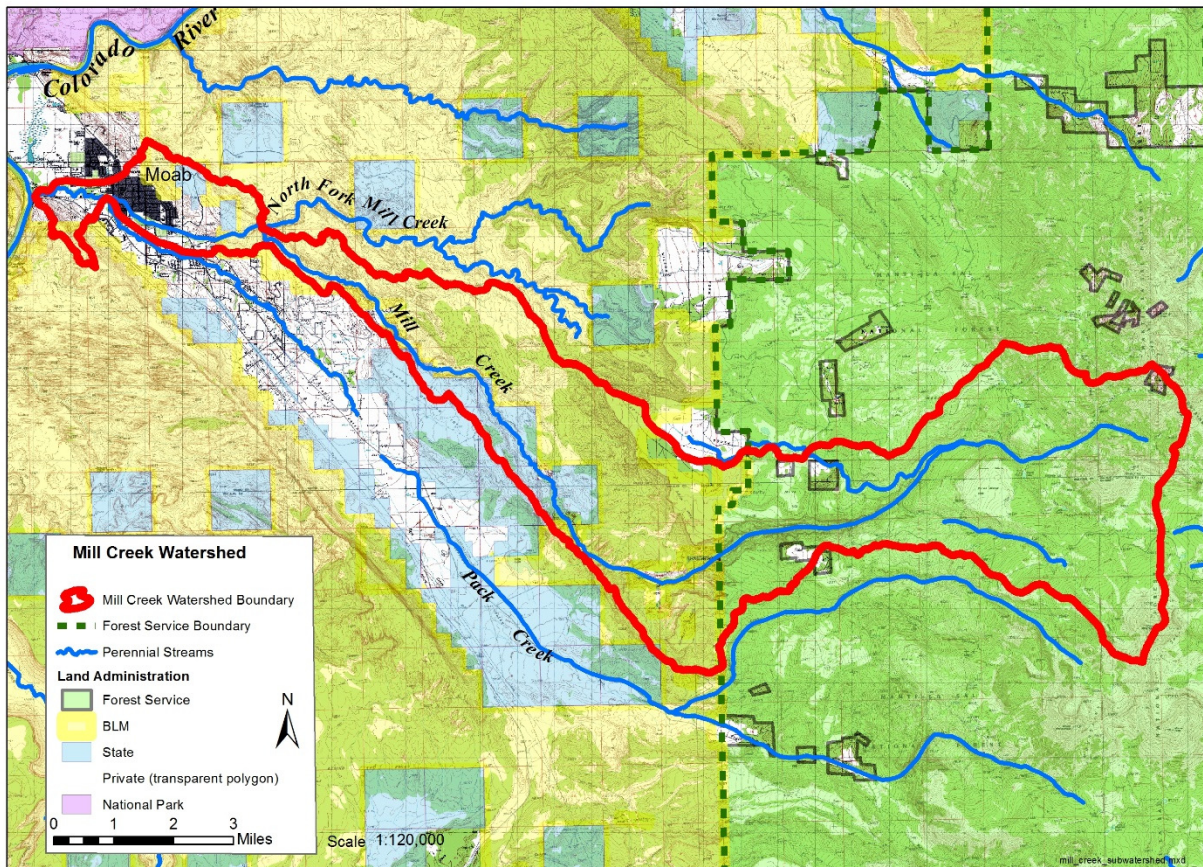 Colorado River
Moab
North Fork Mill Creek
Mill Creek
Pack Creek
NATIONAL FOREST
Mill Creek Watershed
Mill Creek Watershed Boundary
Forest Service Boundary
Perennial Streams
Land Administration
Forest Service
BLM
State
Private (transparent polygon)
National Park
N
0 1 2 3
Miles
Scale 1:120,000
mill_creek_subwatershed.mxd